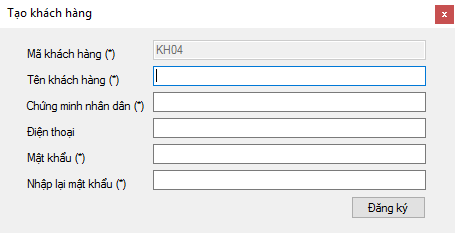 Tạo khách hàng
Mã khách hàng (*) KH04
Tên khách hàng (*)
Chứng minh nhân dân (*)
Điện thoại
Mật khẩu (*)
Nhập lại mật khẩu (*)
Đăng ký